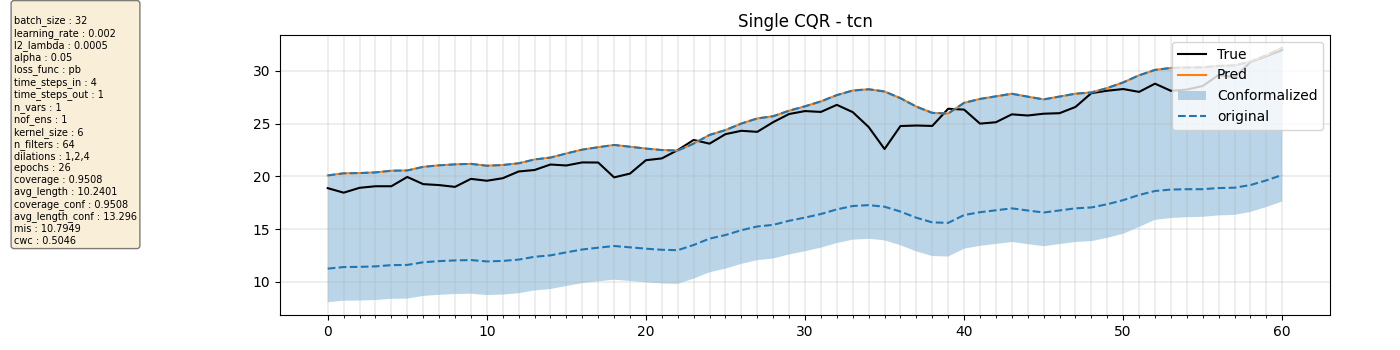 batch_size : 32
learning_rate : 0.002
l2_lambda : 0.0005
alpha : 0.05
loss_func : pb
time_steps_in : 4
time_steps_out : 1
n_vars : 1
nof_ens : 1
kernel_size : 6
n_filters : 64
dilations : 1,2,4
epochs : 26
coverage : 0.9508
avg_length : 10.2401
coverage_conf : 0.9508
avg_length_conf : 13.296
mis : 10.7949
cwc : 0.5046
Single CQR - tcn
30
25
20
15
10
True
Pred
Conformalized
original
0 10 20 30 40 50 60